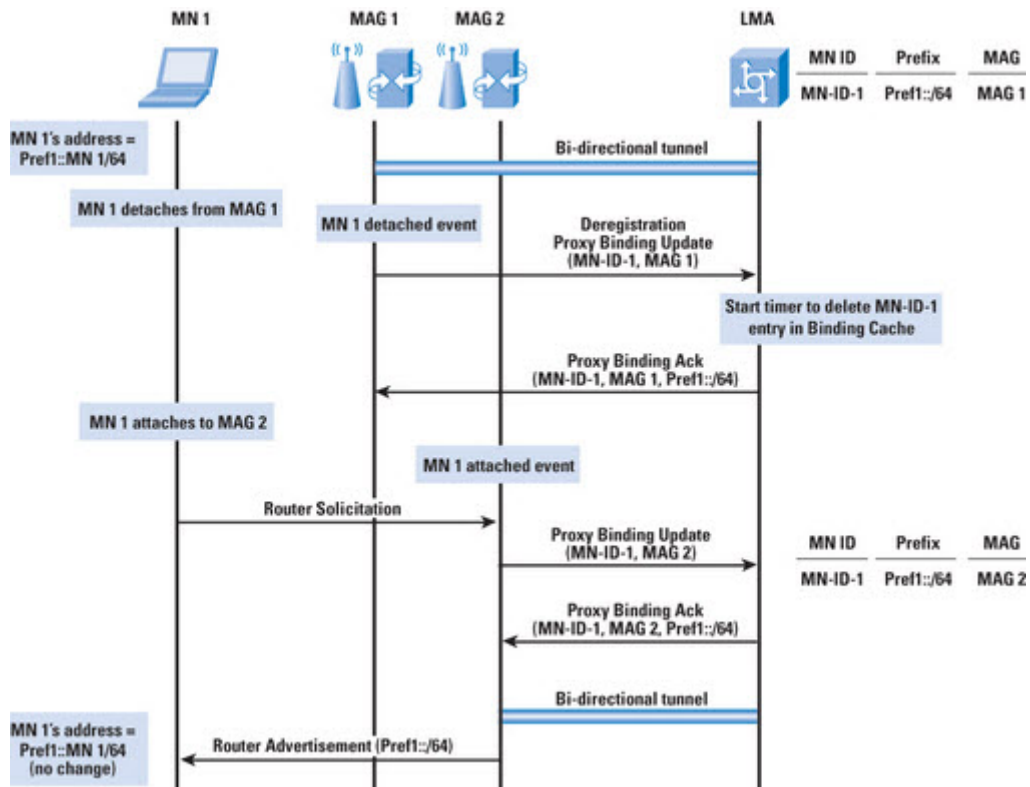 MN 1
MAG 1
MAG 2
LMA
MN ID Prefix MAG
MN-ID-1 Pref1::/64 MAG 1
MN 1's address =
Pref1::MN 1/64
Bi-directional tunnel
MN 1 detaches from MAG 1
MN 1 detached event
Deregistration
Proxy Binding Update
(MN-ID-1, MAG 1)
Start timer to delete MN-ID-1
entry in Binding Cache
Proxy Binding Ack
(MN-ID-1, MAG 1, Pref1::/64)
MN 1 attaches to MAG 2
MN 1 attached event
Router Solicitation
Proxy Binding Update
(MN-ID-1, MAG 2)
MN ID Prefix MAG
MN-ID-1 Pref1::/64 MAG 2
Proxy Binding Ack
(MN-ID-1, MAG 2, Pref1::/64)
Bi-directional tunnel
MN 1's address =
Pref1::MN 1/64
(no change)
Router Advertisement (Pref1::/64)